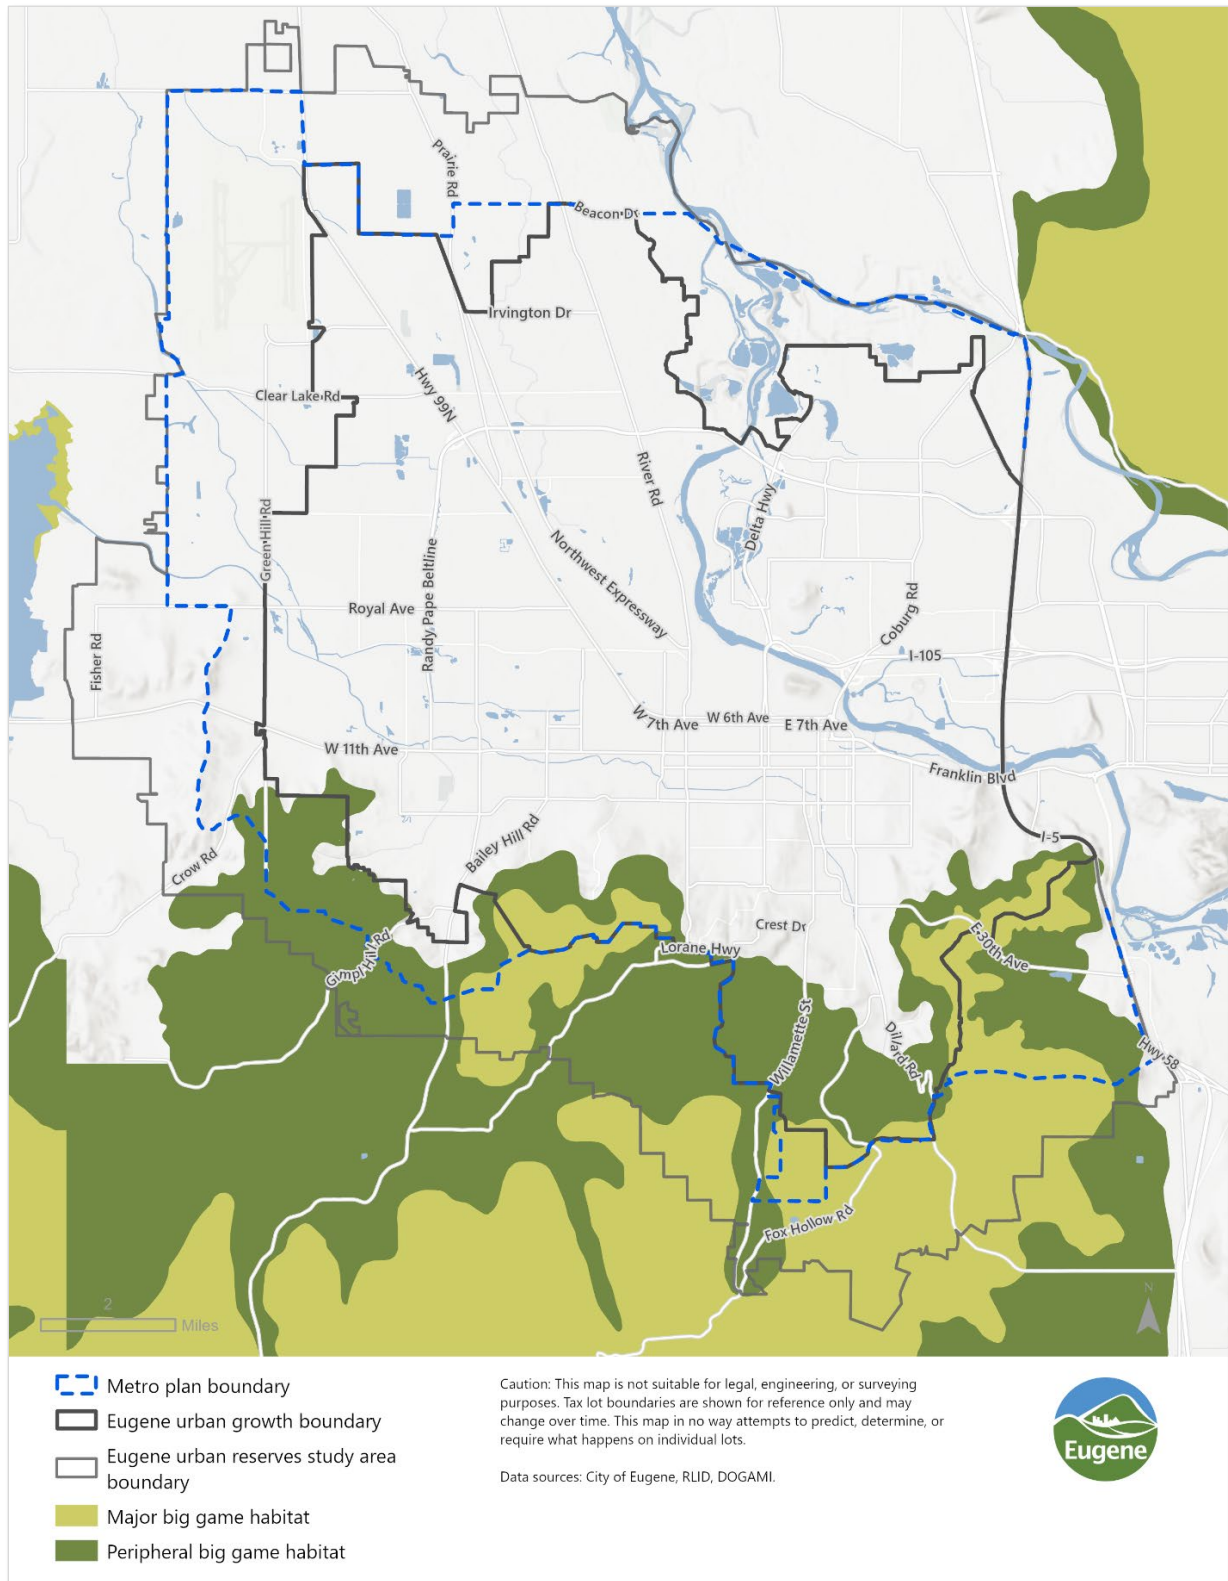 Prairie Rd
Beacon Dr
Irvington Dr
Clear Lake Rd
Hwy 99N
River Rd
Delta Hwy
Green Hill Rd
Northwest Expressway
Randy Pape Beltline
Royal Ave
Coburg Rd
Fisher Rd
I-105
W 7th Ave
W 6th Ave
E 7th Ave
W 11th Ave
Franklin Blvd
I-5
Bailey Hill Rd
Crow Rd
Crest Dr
E 30th Ave
Lorane Hwy
Gimpl Hill Rd
Willamette St
Dillard Rd
Hwy 58
Fox Hollow Rd
2
Miles
N
Metro plan boundary
Eugene urban growth boundary
Eugene urban reserves study area
boundary
Major big game habitat
Peripheral big game habitat
Caution: This map is not suitable for legal, engineering, or surveying
purposes. Tax lot boundaries are shown for reference only and may
change over time. This map in no way attempts to predict, determine, or
require what happens on individual lots.
Data sources: City of Eugene, RLID, DOGAMI.
Eugene